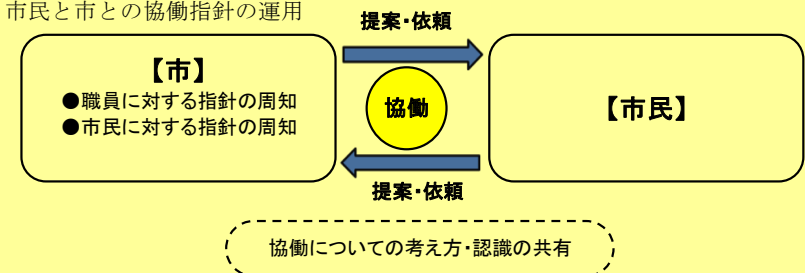 市民と市との協働指針の運用
提案・依頼
【市】
●職員に対する指針の周知
●市民に対する指針の周知
協働
【市民】
提案・依頼
協働についての考え方・認識の共有